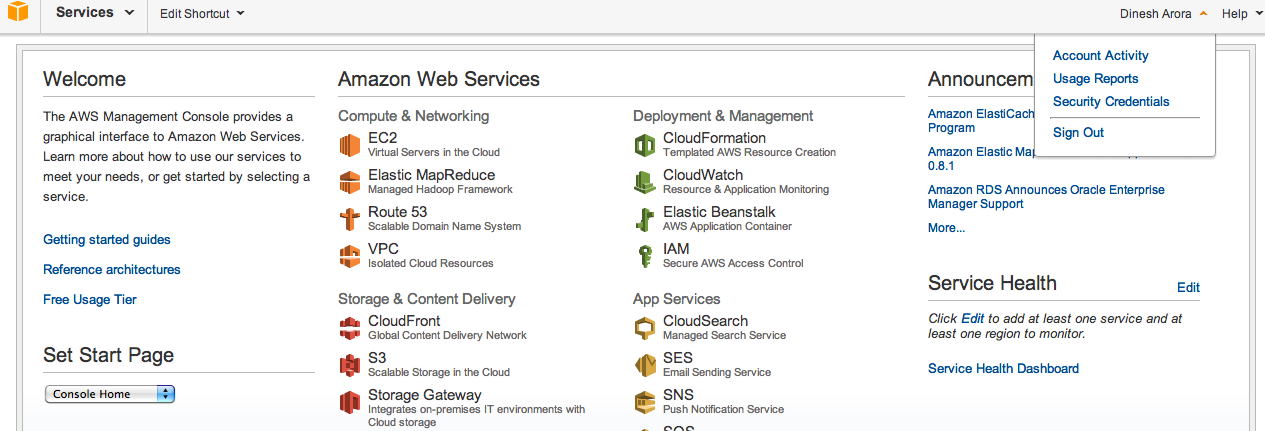 Services
Edit Shortcut
Dinesh Arora
Help
Account Activity
Usage Reports
Security Credentials
Sign Out
Welcome
The AWS Management Console provides a
graphical interface to Amazon Web Services.
Learn more about how to use our services to
meet your needs, or get started by selecting a
service.
Getting started guides
Reference architectures
Free Usage Tier
Set Start Page
Console Home
Amazon Web Services
Compute & Networking
EC2
Virtual Servers in the Cloud
Elastic MapReduce
Managed Hadoop Framework
Route 53
Scalable Domain Name System
VPC
Isolated Cloud Resources
Storage & Content Delivery
CloudFront
Global Content Delivery Network
S3
Scalable Storage in the Cloud
Storage Gateway
Integrates on-premises IT environments with
Cloud storage
Deployment & Management
CloudFormation
Templated AWS Resource Creation
CloudWatch
Resource & Application Monitoring
Elastic Beanstalk
AWS Application Container
IAM
Secure AWS Access Control
App Services
CloudSearch
Managed Search Service
SES
Email Sending Service
SNS
Push Notification Service
SQS
Announcem
Amazon ElastiCach
Program
Amazon Elastic Map
0.8.1
Amazon RDS Announces Oracle Enterprise
Manager Support
More...
Service Health
Edit
Click Edit to add at least one service and at
least one region to monitor.
Service Health Dashboard